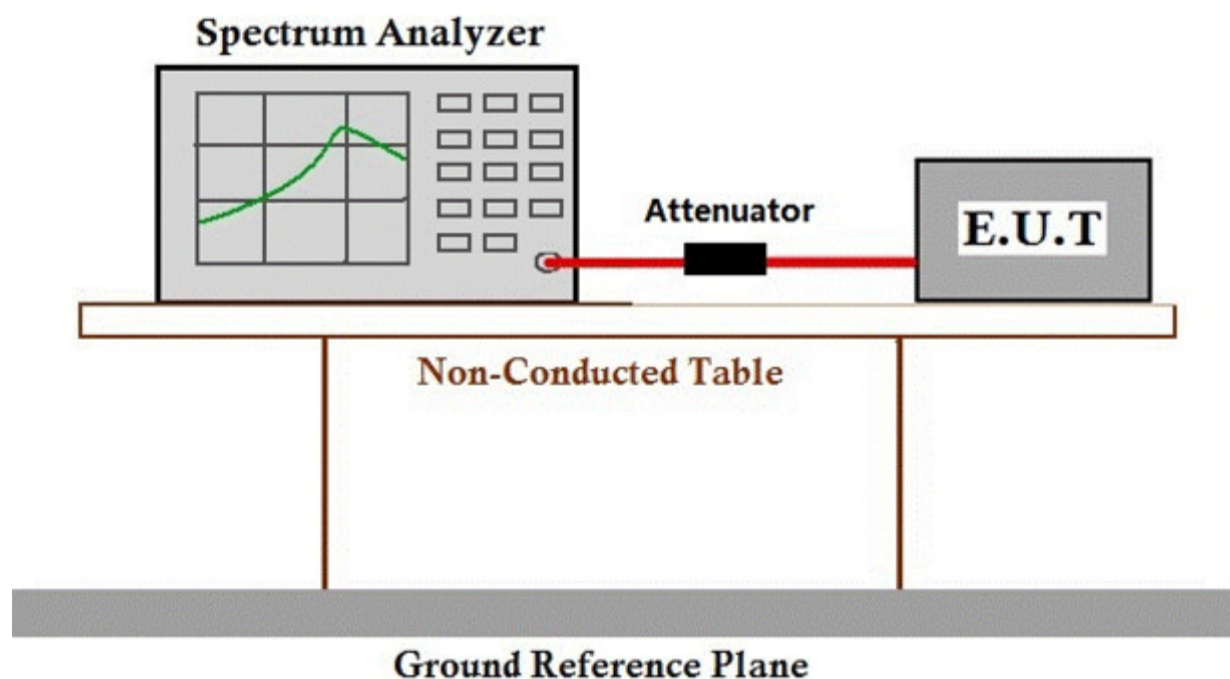 Spectrum Analyzer
Attenuator
E.U.T
Non-Conducted Table
Ground Reference Plane